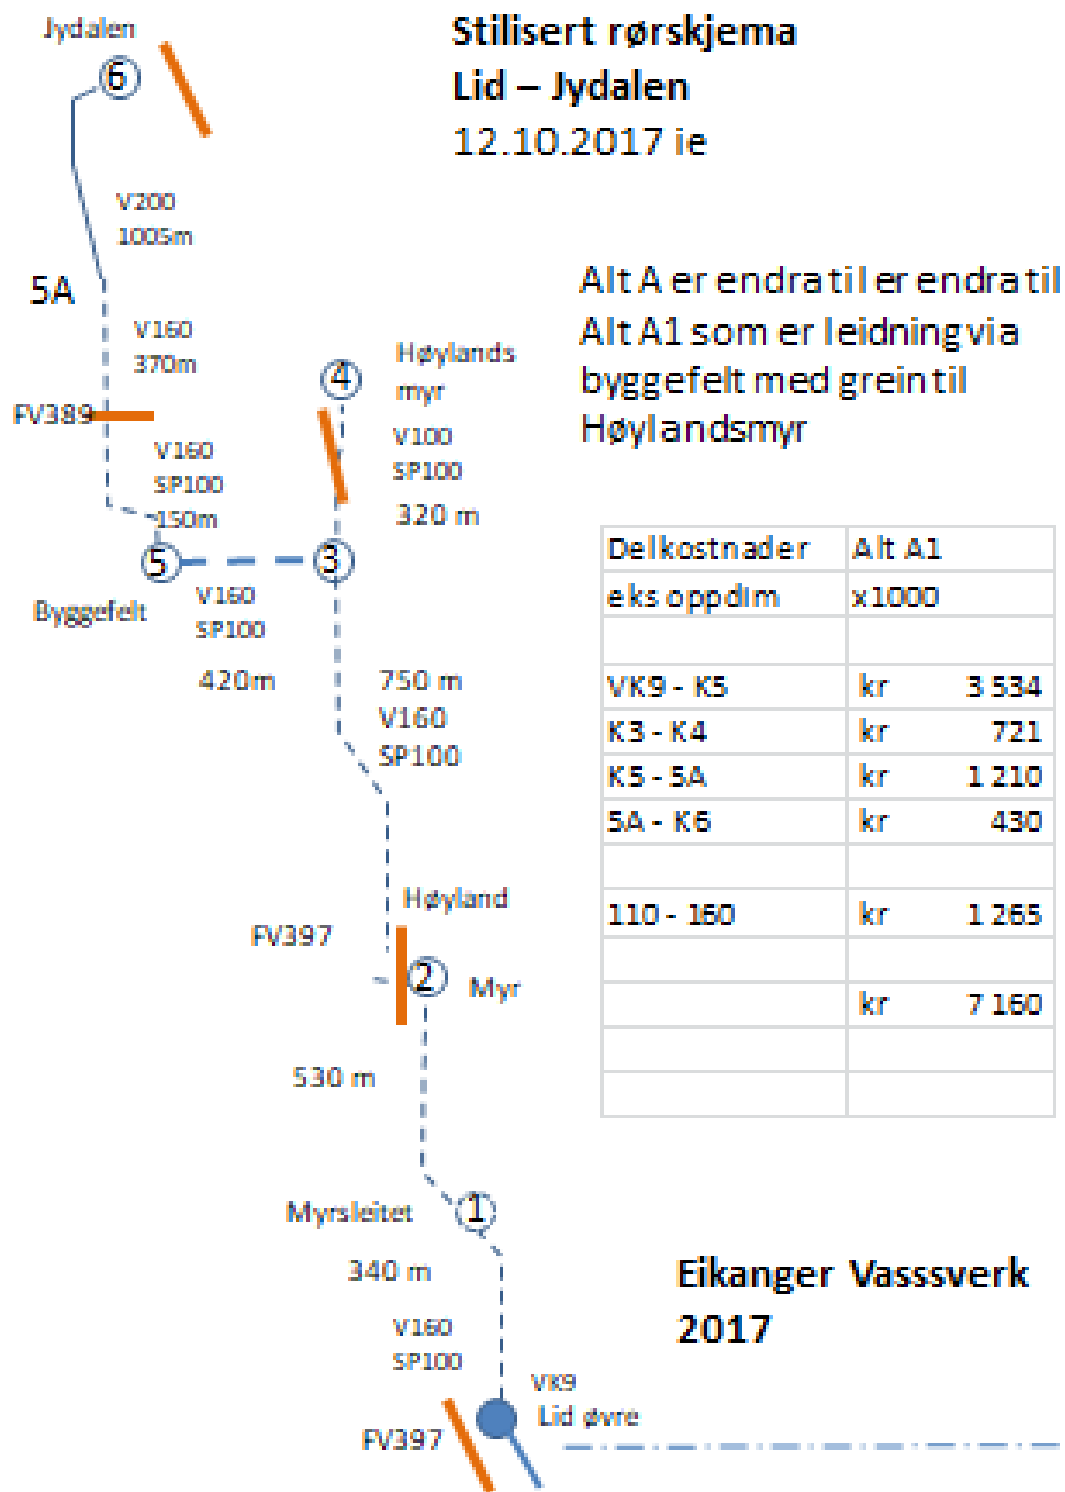 Jydalen
6
Stilisert rørskjema
Lid – Jydalen
12.10.2017 ie
V200
1005m
5A
V160
370m
FV389
V160
SP100
150m
5
Byggefelt
V160
SP100
420m
4
Høylands
myr
V100
SP100
320 m
3
Alt A er endra til er endra til
Alt A1 som er leidning via
byggefelt med grein til
Høylandsmyr
Delkostnader Alt A1
eks oppdim x1000
VK9 - K5 kr 3 534
K3 - K4 kr 721
K5 - 5A kr 1 210
5A - K6 kr 430
110 - 160 kr 1 265
kr 7 160
750 m
V160
SP100
Høyland
FV397
2
Myr
530 m
Myrsleitet
1
340 m
V160
SP100
Eikanger Vasssverk
2017
VK9
Lid øvre
FV397